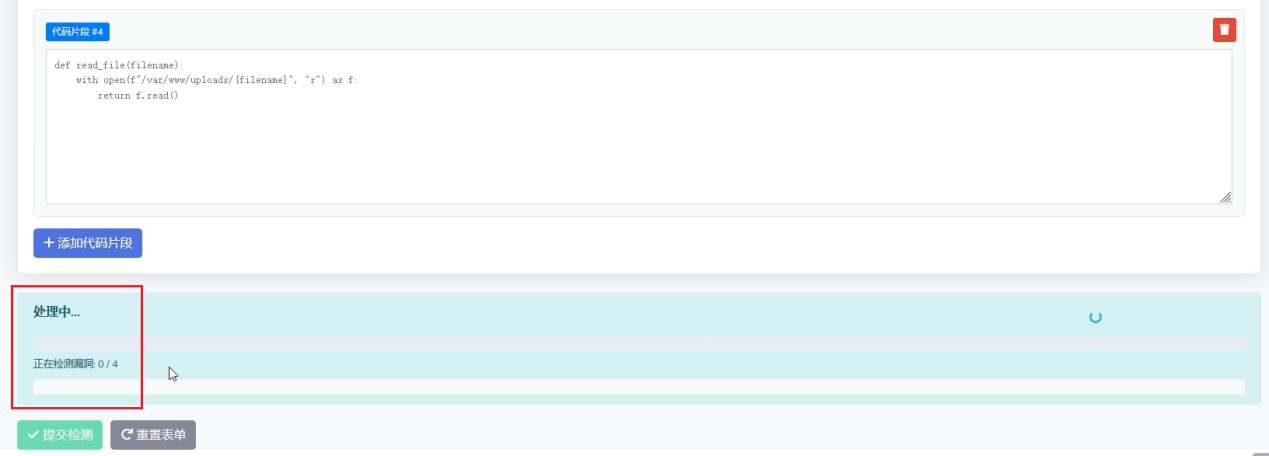 代码片段 #4
def read_file(filename):
    with open(f"/var/www/uploads/{filename}", "r") as f:
        return f.read()
添加代码片段
处理中...
正在检测漏洞: 0 / 4
提交检测 重置表单